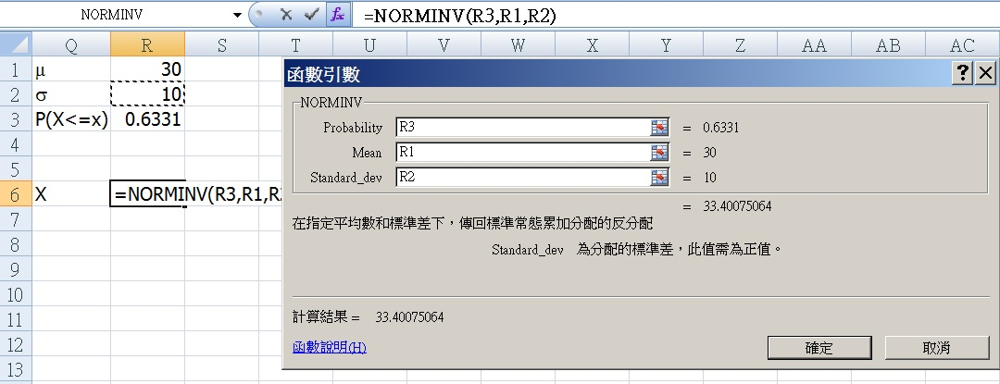 NORMINV =NORMINV(R3,R1,R2)
Q R S T U V W X Y Z AA AB AC
1 μ 30
2 σ 10
3 P(X<=x) 0.6331
4
5
6 X =NORMINV(R3,R1,R2
7
8
9
10
11
12
13
函數引數
NORMINV
Probability R3 = 0.6331
Mean R1 = 30
Standard_dev R2 = 10
= 33.40075064
在指定平均數和標準差下，傳回標準常態累加分配的反分配
Standard_dev 為分配的標準差，此值需為正值。
計算結果 = 33.40075064
函數說明(H) 確定 取消